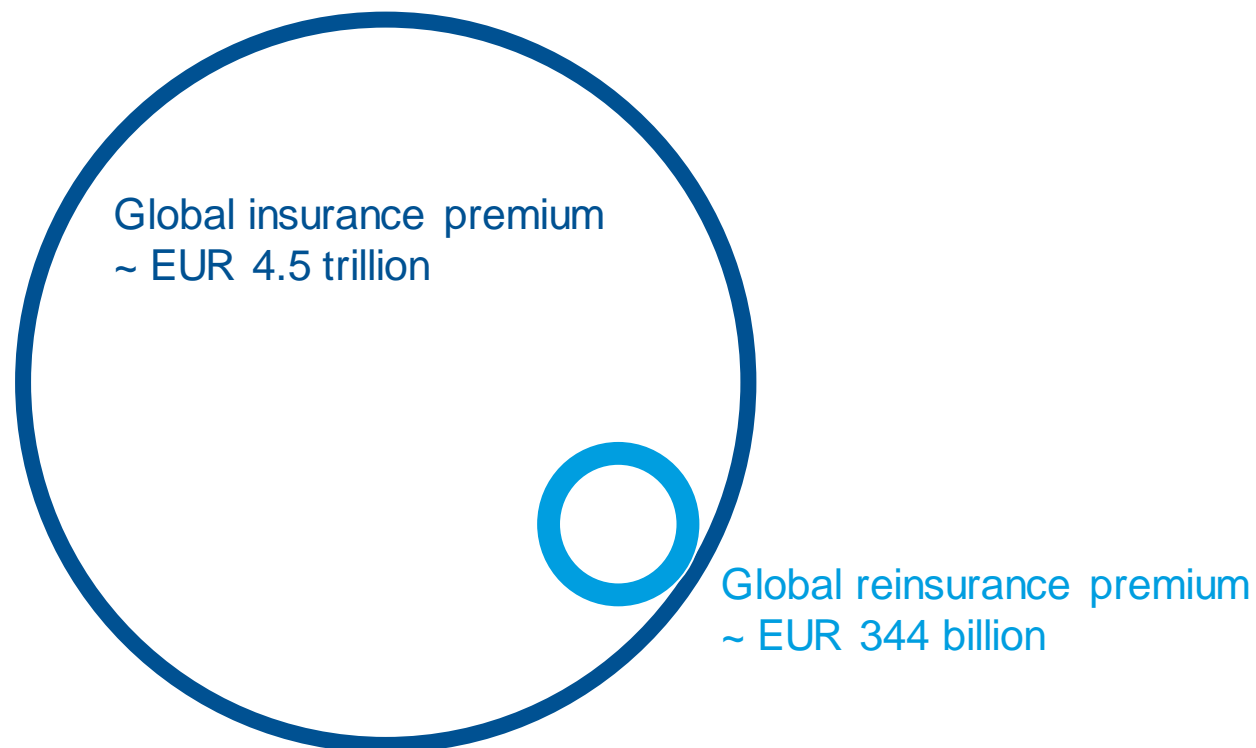 Global insurance premium
~ EUR 4.5 trillion
Global reinsurance premium
~ EUR 344 billion